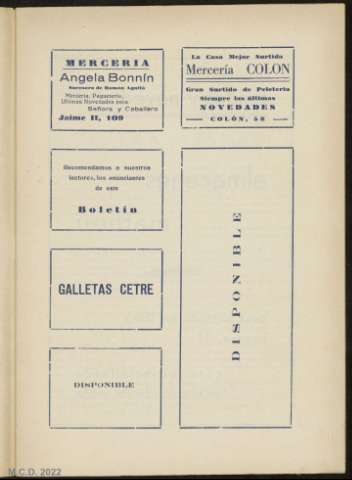 MERCERIA
Angela Bonnín
Sucesora de Ramón Aguiló
Merceria, Paquetería,
Ultimas Novedades para
Señora y Caballero
Jaime II, 109
La Casa Mejor Surtida
Mercería COLON
Gran Surtido de Peletería
Siempre las últimas
NOVEDADES
COLÓN, 58
Recomendamos a nuestros
lectores, los anunciantes
de este
Boletín
GALLETAS CETRE
DISPONIBLE
DISPONIBLE
M.C.D. 2022